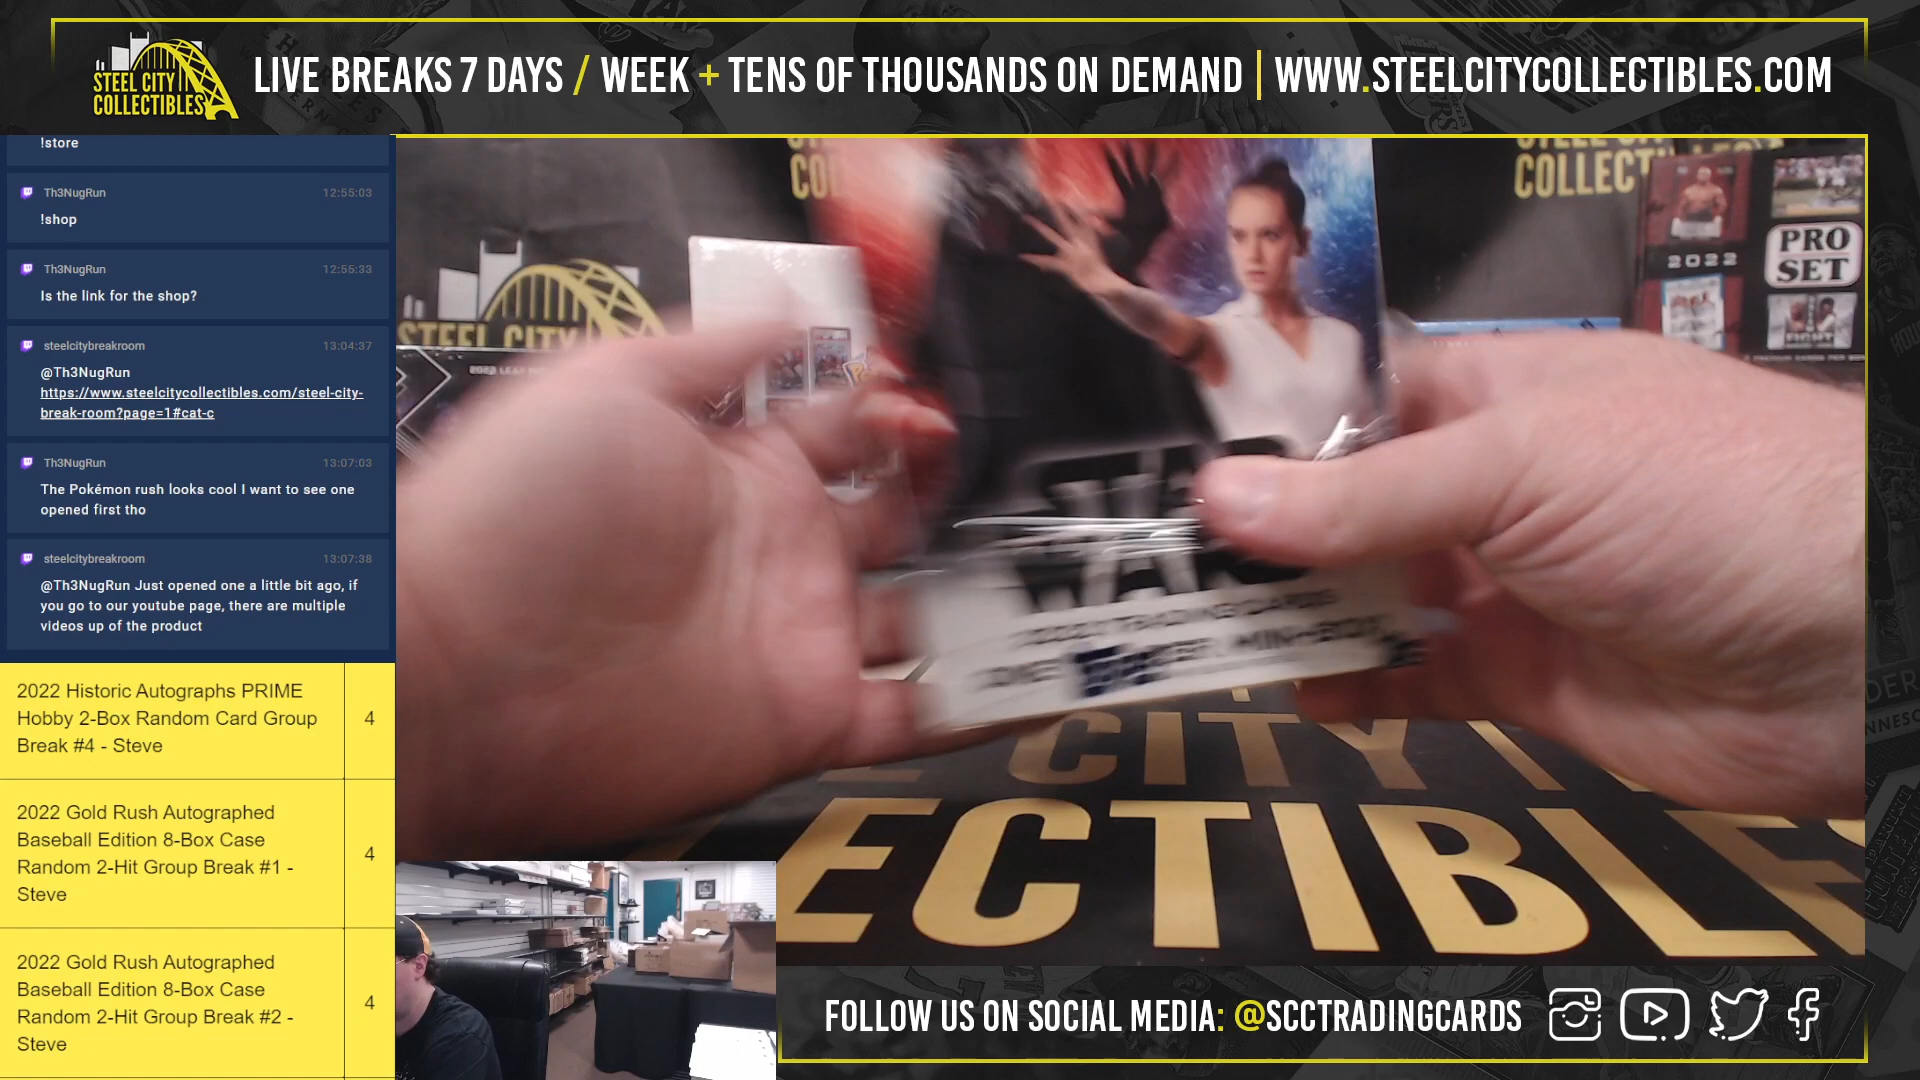 STEEL CITY
COLLECTIBLES
LIVE BREAKS 7 DAYS / WEEK + TENS OF THOUSANDS ON DEMAND | WWW.STEELCITYCOLLECTIBLES.COM
!store
Th3NugRun 12:55:03
!shop
Th3NugRun 12:55:33
Is the link for the shop?
steelcitybreakroom 13:04:37
@Th3NugRun
https://www.steelcitycollectibles.com/steel-city-
break-room?page=1#cat-c
Th3NugRun 13:07:03
The Pokémon rush looks cool I want to see one
opened first tho
steelcitybreakroom 13:07:38
@Th3NugRun Just opened one a little bit ago, if
you go to our youtube page, there are multiple
videos up of the product
2022 Historic Autographs PRIME
Hobby 2-Box Random Card Group
Break #4 - Steve
4
2022 Gold Rush Autographed
Baseball Edition 8-Box Case
Random 2-Hit Group Break #1 -
Steve
4
2022 Gold Rush Autographed
Baseball Edition 8-Box Case
Random 2-Hit Group Break #2 -
Steve
4
COLLECT
STEEL CITY
2022
PRO
SET
FIGHT
CITY
ECTIBLE
FOLLOW US ON SOCIAL MEDIA: @SCCTRADINGCARDS